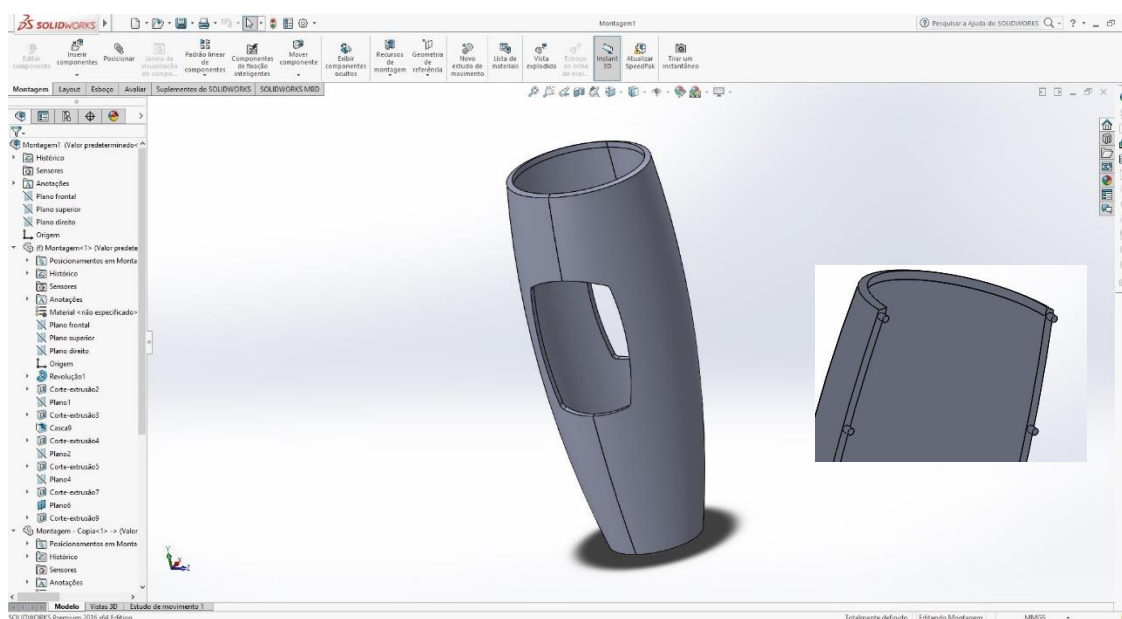 SOLIDWORKS
Montagem1
Pesquisar a Ajuda do SOLIDWORKS
Editar componente
Inserir componentes
Posicionar
Janela de visualização
Padrão linear de componentes
Componentes de fixação inteligentes
Mover componente
Exibir componentes ocultos
Recursos de montagem
Geometria de referência
Novo estudo de movimento
Lista de materiais
Vista explodida
Instant 3D
Atualizar SpeedPak
Tirar um instantâneo
Montagem Layout Esboço Avaliar Suplementos do SOLIDWORKS SOLIDWORKS MBD
Montagem1 (Valor predeterminado<
Histórico
Sensores
Anotações
Plano frontal
Plano superior
Plano direito
Origem
(f) Montagem<1> (Valor predete
Posicionamentos em Monta
Histórico
Sensores
Anotações
Material <não especificado>
Plano frontal
Plano superior
Plano direito
Origem
Revolução1
Corte-extrusão2
Plano1
Corte-extrusão3
Casca9
Corte-extrusão4
Plano2
Corte-extrusão5
Plano4
Corte-extrusão7
Plano6
Corte-extrusão9
Montagem - Copia<1> -> (Valor
Posicionamentos em Monta
Histórico
Sensores
Anotações
Y
Z
Modelo Vistas 3D Estudo de movimento 1
SOLIDWORKS Premium 2016 x64 Edition
Totalmente definido Editando Montagem MMGS